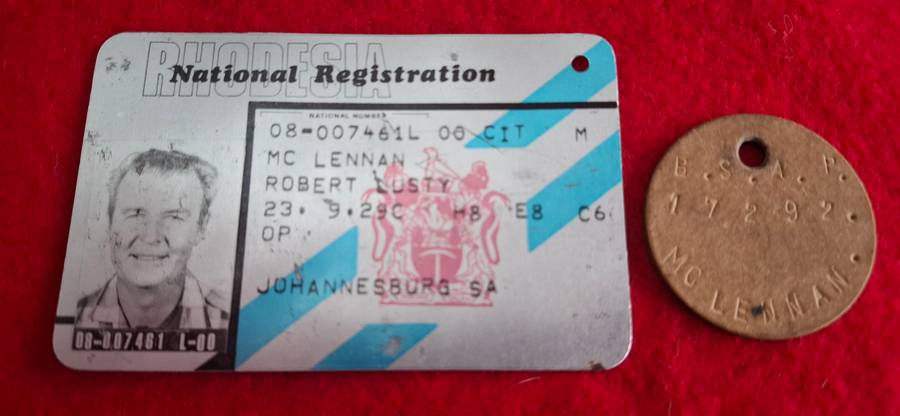 RHODESIA
National Registration
NATIONAL NUMBER
08-007461L 00 CIT M
MC LENNAN
ROBERT LUSTY
23. 9.29C H8 E8 C6
OP
JOHANNESBURG SA
08-007461 L-00
B.S.A.P.
17292.
MC LENNAN.